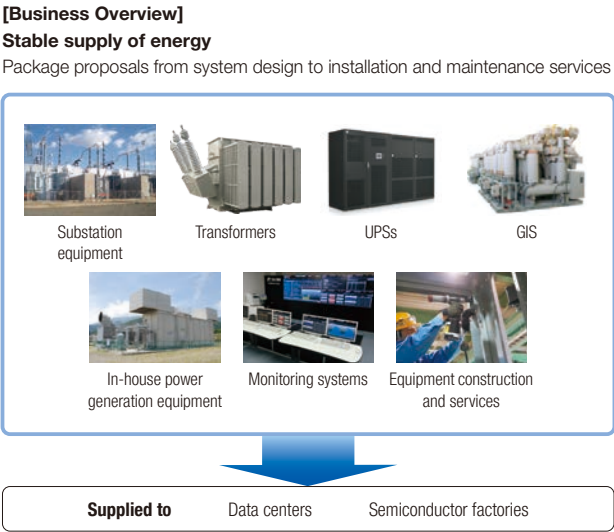 [Business Overview]
Stable supply of energy
Package proposals from system design to installation and maintenance services
Substation
equipment
Transformers
UPSs
GIS
In-house power
generation equipment
Monitoring systems
Equipment construction
and services
Supplied to Data centers Semiconductor factories